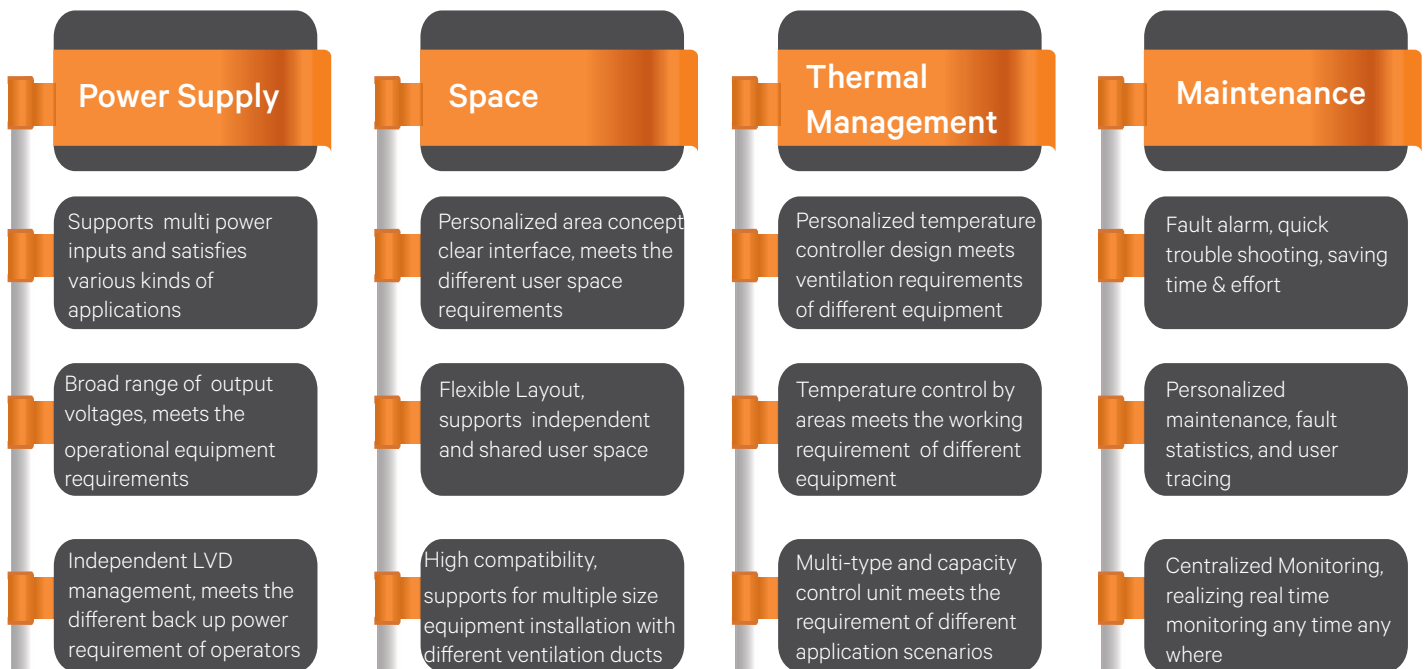 Power Supply
Supports multi power
inputs and satisfies
various kinds of
applications
Broad range of output
voltages, meets the
operational equipment
requirements
Independent LVD
management, meets the
different back up power
requirement of operators
Space
Personalized area concept
clear interface, meets the
different user space
requirements
Flexible Layout,
supports independent
and shared user space
High compatibility,
supports for multiple size
equipment installation with
different ventilation ducts
Thermal
Management
Personalized temperature
controller design meets
ventilation requirements
of different equipment
Temperature control by
areas meets the working
requirement of different
equipment
Multi-type and capacity
control unit meets the
requirement of different
application scenarios
Maintenance
Fault alarm, quick
trouble shooting, saving
time & effort
Personalized
maintenance, fault
statistics, and user
tracing
Centralized Monitoring,
realizing real time
monitoring any time any
where